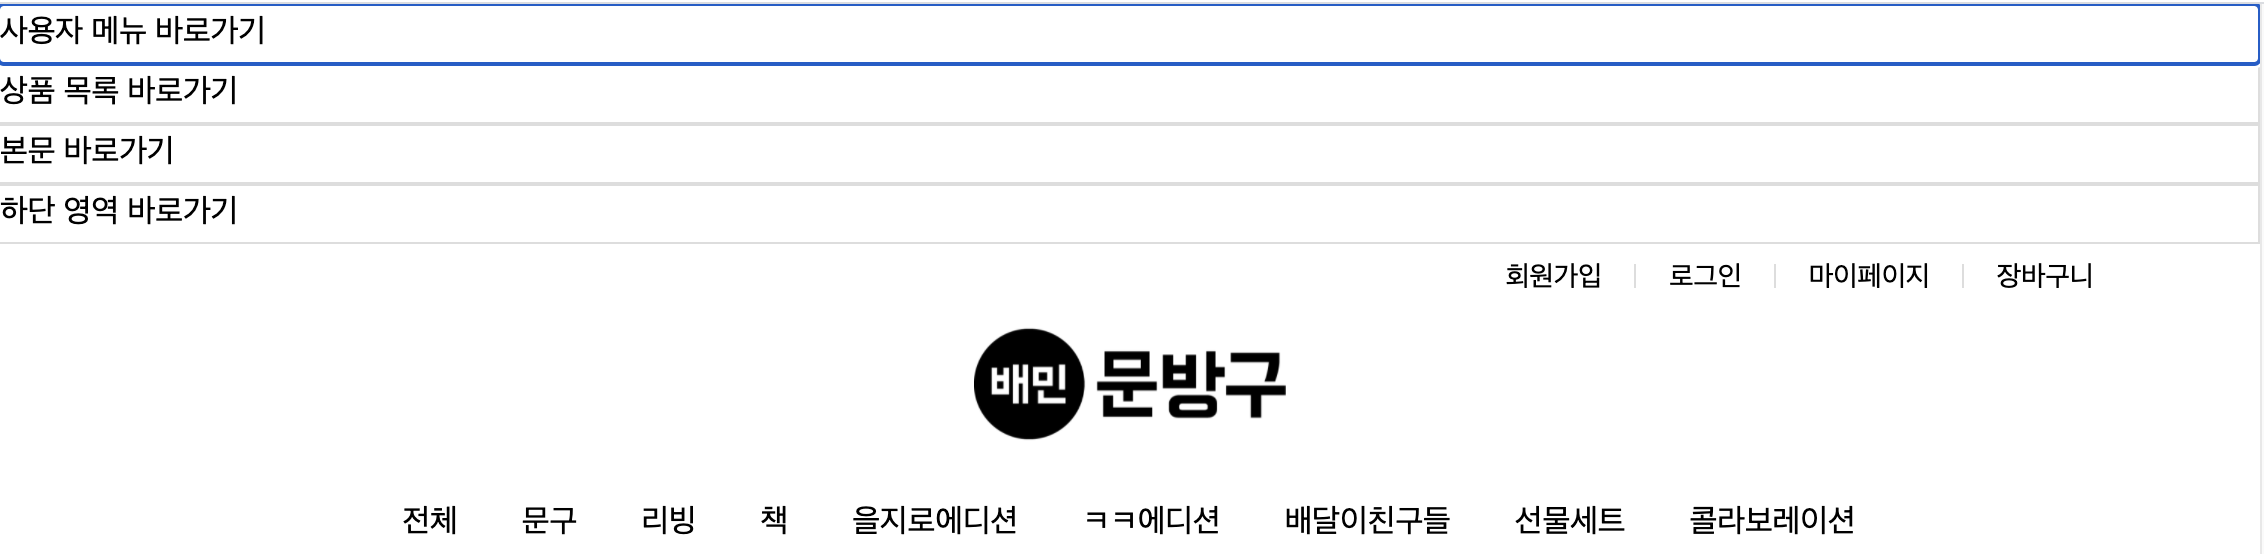 사용자 메뉴 바로가기
상품 목록 바로가기
본문 바로가기
하단 영역 바로가기
회원가입 로그인 마이페이지 장바구니
배민 문방구
전체 문구 리빙 책 을지로에디션 ㅋㅋ에디션 배달이친구들 선물세트 콜라보레이션